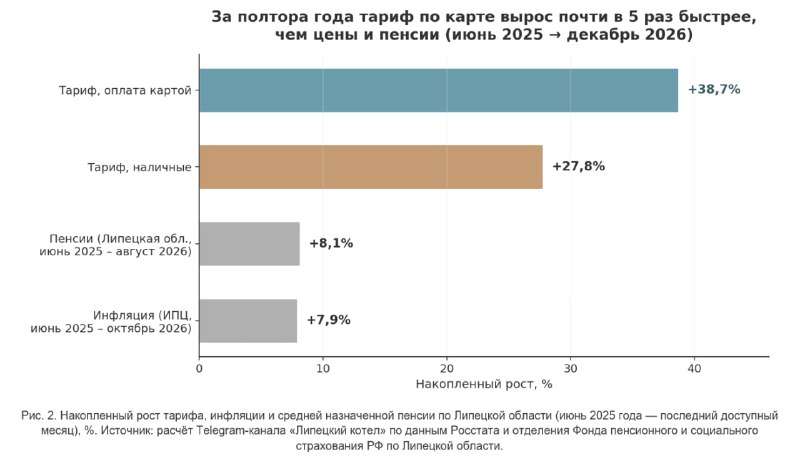 За полтора года тариф по карте вырос почти в 5 раз быстрее,
чем цены и пенсии (июнь 2025 → декабрь 2026)
Тариф, оплата картой
+38,7%
Тариф, наличные
+27,8%
Пенсии (Липецкая обл.,
июнь 2025 – август 2026)
+8,1%
Инфляция (ИПЦ,
июнь 2025 – октябрь 2026)
+7,9%
0 10 20 30 40
Накопленный рост, %
Рис. 2. Накопленный рост тарифа, инфляции и средней назначенной пенсии по Липецкой области (июнь 2025 года — последний доступный
месяц), %. Источник: расчёт Telegram-канала «Липецкий котел» по данным Росстата и отделения Фонда пенсионного и социального
страхования РФ по Липецкой области.